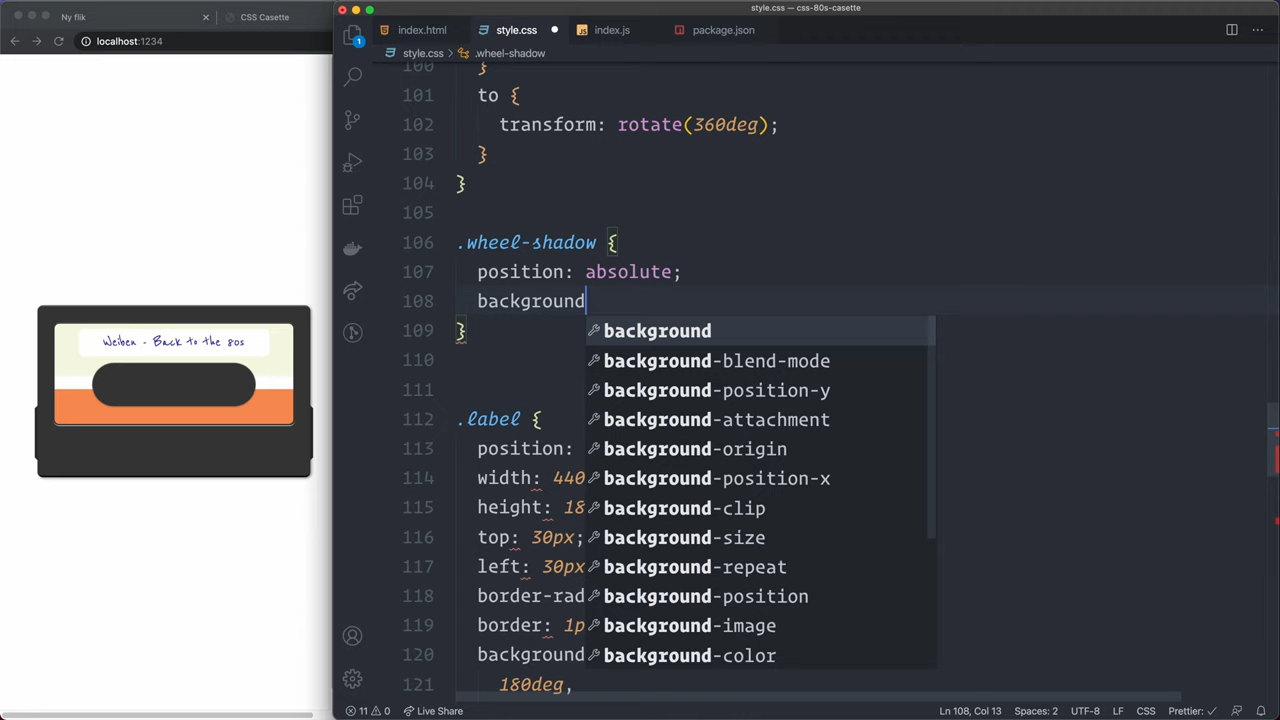 style.css — css-80s-casette
Ny flik
CSS Casette
index.html
style.css
index.js
package.json
localhost:1234
style.css
.wheel-shadow
100 }
101 to {
102 transform: rotate(360deg);
103 }
104 }
105
106 .wheel-shadow {
107 position: absolute;
108 background
109 }
110
111
112 .label {
113 position:
114 width: 440
115 height: 18
116 top: 30px;
117 left: 30px
118 border-rad
119 border: 1p
120 background
121 180deg,
background
background-blend-mode
background-position-y
background-attachment
background-origin
background-position-x
background-clip
background-size
background-repeat
background-position
background-image
background-color
1
Weiben - Back to the 80s
11 0
Live Share
Ln 108, Col 13
Spaces: 2
UTF-8
LF
CSS
Prettier: ✓